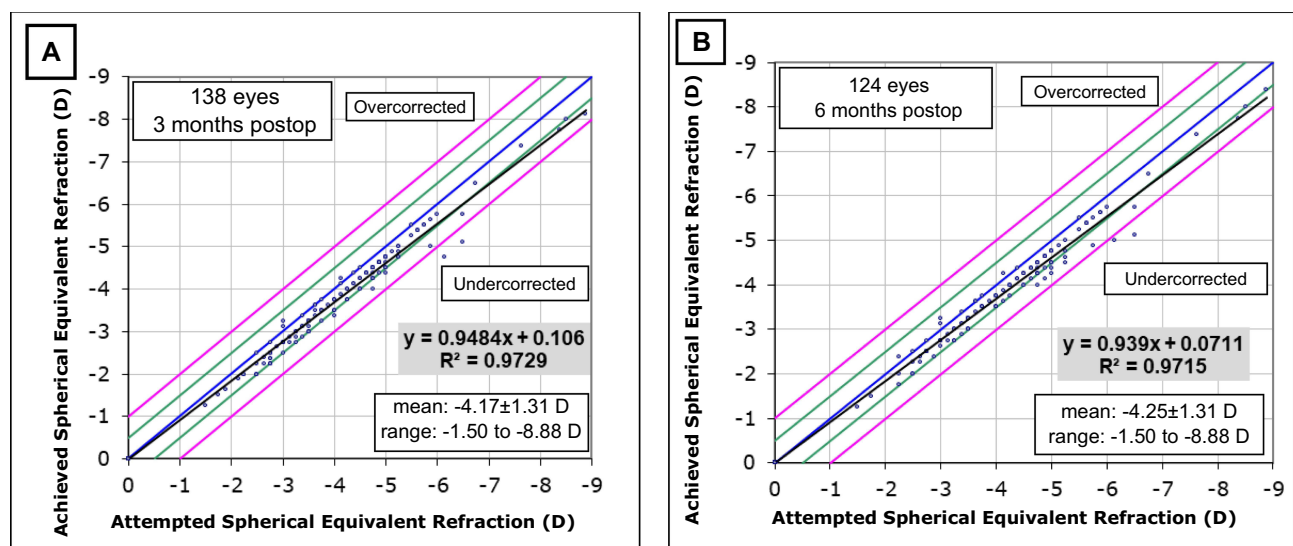 A
Achieved Spherical Equivalent Refraction (D)
-9
-8
-7
-6
-5
-4
-3
-2
-1
0
138 eyes
3 months postop
Overcorrected
Undercorrected
y = 0.9484x + 0.106
R² = 0.9729
mean: -4.17±1.31 D
range: -1.50 to -8.88 D
0 -1 -2 -3 -4 -5 -6 -7 -8 -9
Attempted Spherical Equivalent Refraction (D)
B
Achieved Spherical Equivalent Refraction (D)
-9
-8
-7
-6
-5
-4
-3
-2
-1
0
124 eyes
6 months postop
Overcorrected
Undercorrected
y = 0.939x + 0.0711
R² = 0.9715
mean: -4.25±1.31 D
range: -1.50 to -8.88 D
0 -1 -2 -3 -4 -5 -6 -7 -8 -9
Attempted Spherical Equivalent Refraction (D)